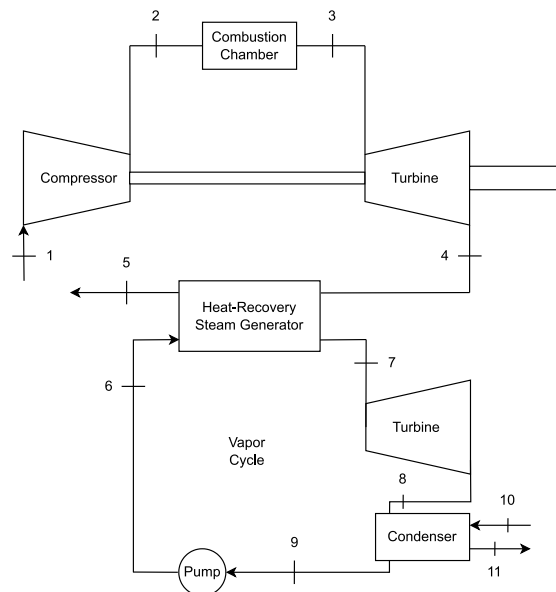 2
Combustion
Chamber
3
Compressor
Turbine
1
5
4
Heat-Recovery
Steam Generator
6
7
Vapor
Cycle
Turbine
8
10
Condenser
11
9
Pump